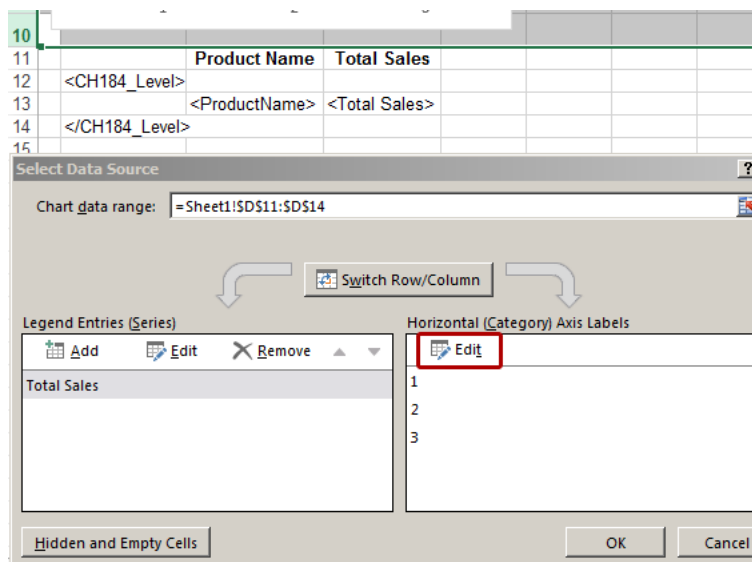 10
11 Product Name Total Sales
12 <CH184_Level>
13 <ProductName> <Total Sales>
14 </CH184_Level>
15
Select Data Source ?
Chart data range: =Sheet1!$D$11:$D$14
Switch Row/Column
Legend Entries (Series) Horizontal (Category) Axis Labels
Add Edit Remove Edit
Total Sales 1
2
3
Hidden and Empty Cells OK Cancel